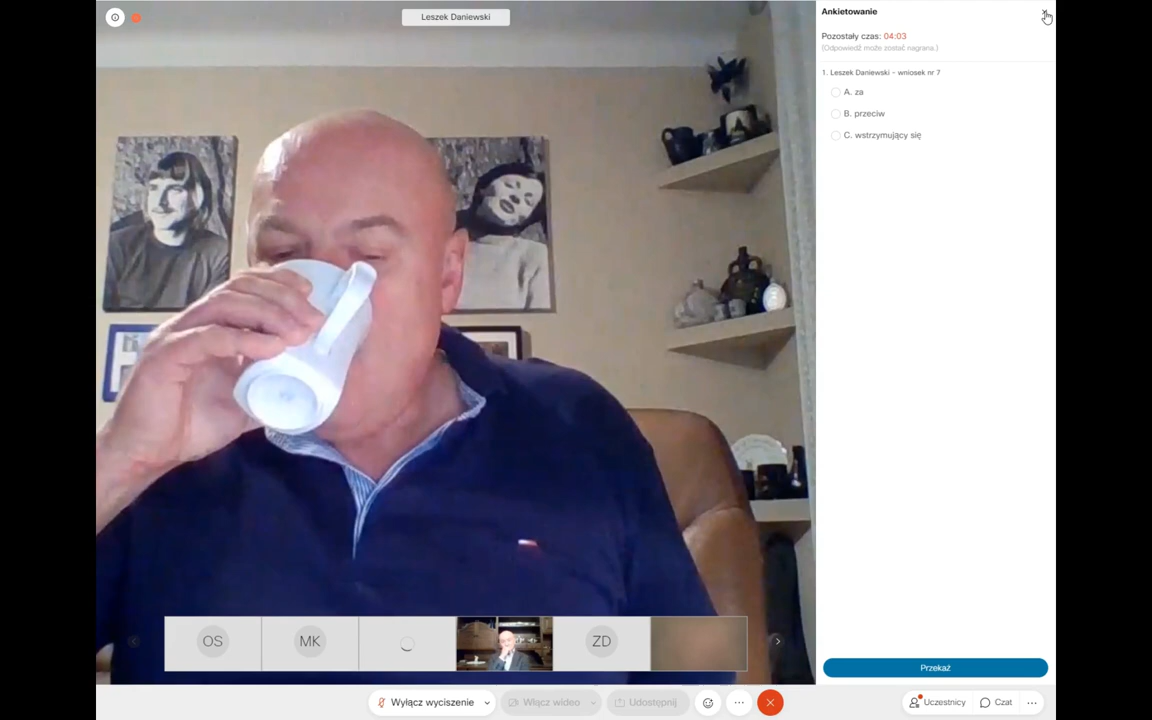 Leszek Daniewski
Ankietowanie
Pozostały czas: 04:03
(Odpowiedź może zostać nagrana.)
1. Leszek Daniewski - wniosek nr 7
A. za
B. przeciw
C. wstrzymujący się
OS
MK
ZD
Przekaż
Wyłącz wyciszenie
Włącz wideo
Udostępnij
Uczestnicy
Czat